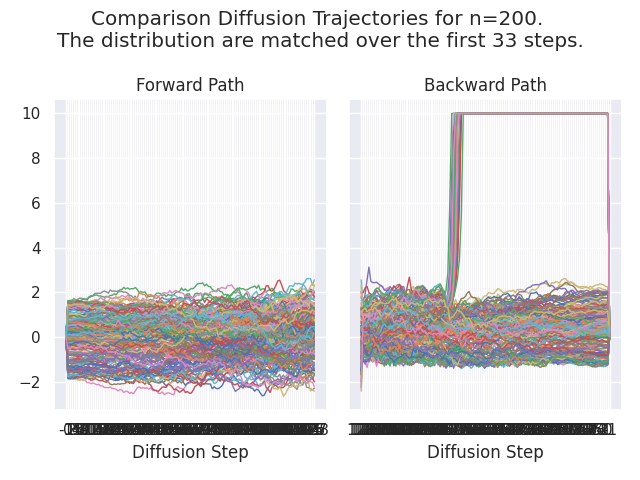 Comparison Diffusion Trajectories for n=200.
The distribution are matched over the first 33 steps.
Forward Path
Backward Path
10
8
6
4
2
0
−2
Diffusion Step
Diffusion Step